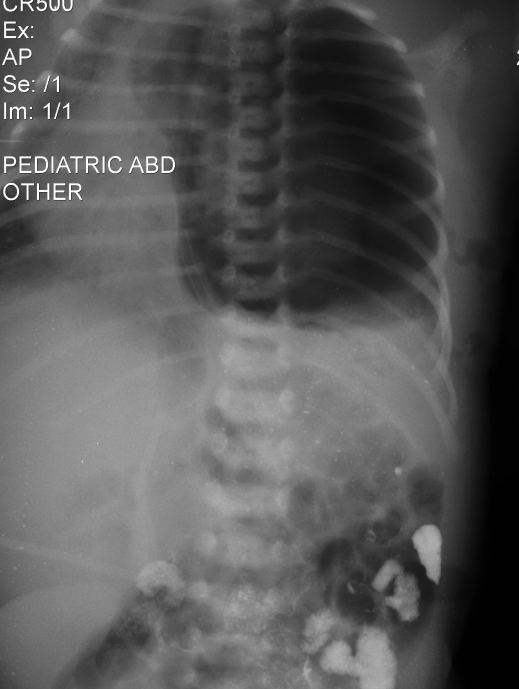 CR500
Ex:
AP
Se: /1
Im: 1/1
PEDIATRIC ABD
OTHER